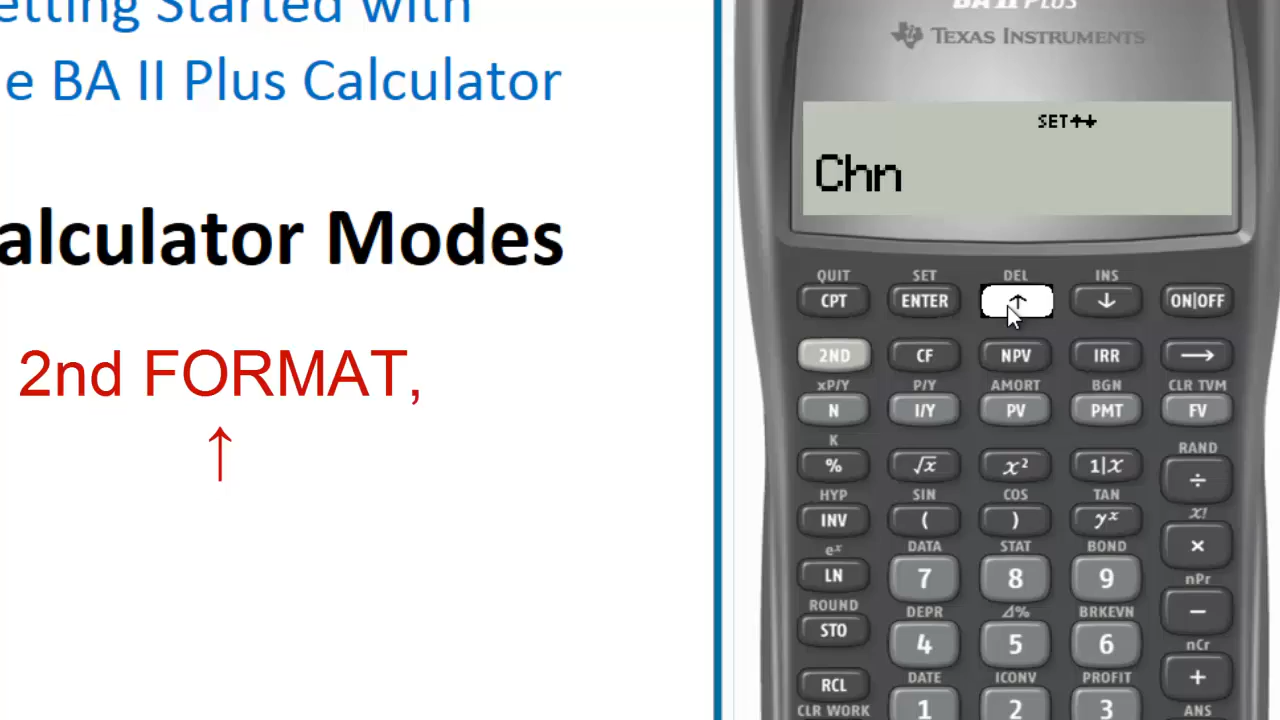 etting Started with
e BA II Plus Calculator
alculator Modes
2nd FORMAT,
↑
BA II PLUS
TEXAS INSTRUMENTS
SET↑↓
Chn
QUIT SET DEL INS
CPT ENTER ↑ ↓ ON|OFF
2ND CF NPV IRR →
xP/Y P/Y AMORT BGN CLR TVM
N I/Y PV PMT FV
K RAND
% √x x² 1|x ÷
HYP SIN COS TAN x!
INV ( ) yˣ ×
eˣ DATA STAT BOND nPr
LN 7 8 9 −
ROUND DEPR Δ% BRKEVN nCr
STO 4 5 6 +
DATE ICONV PROFIT
RCL 1 2 3
CLR WORK ANS